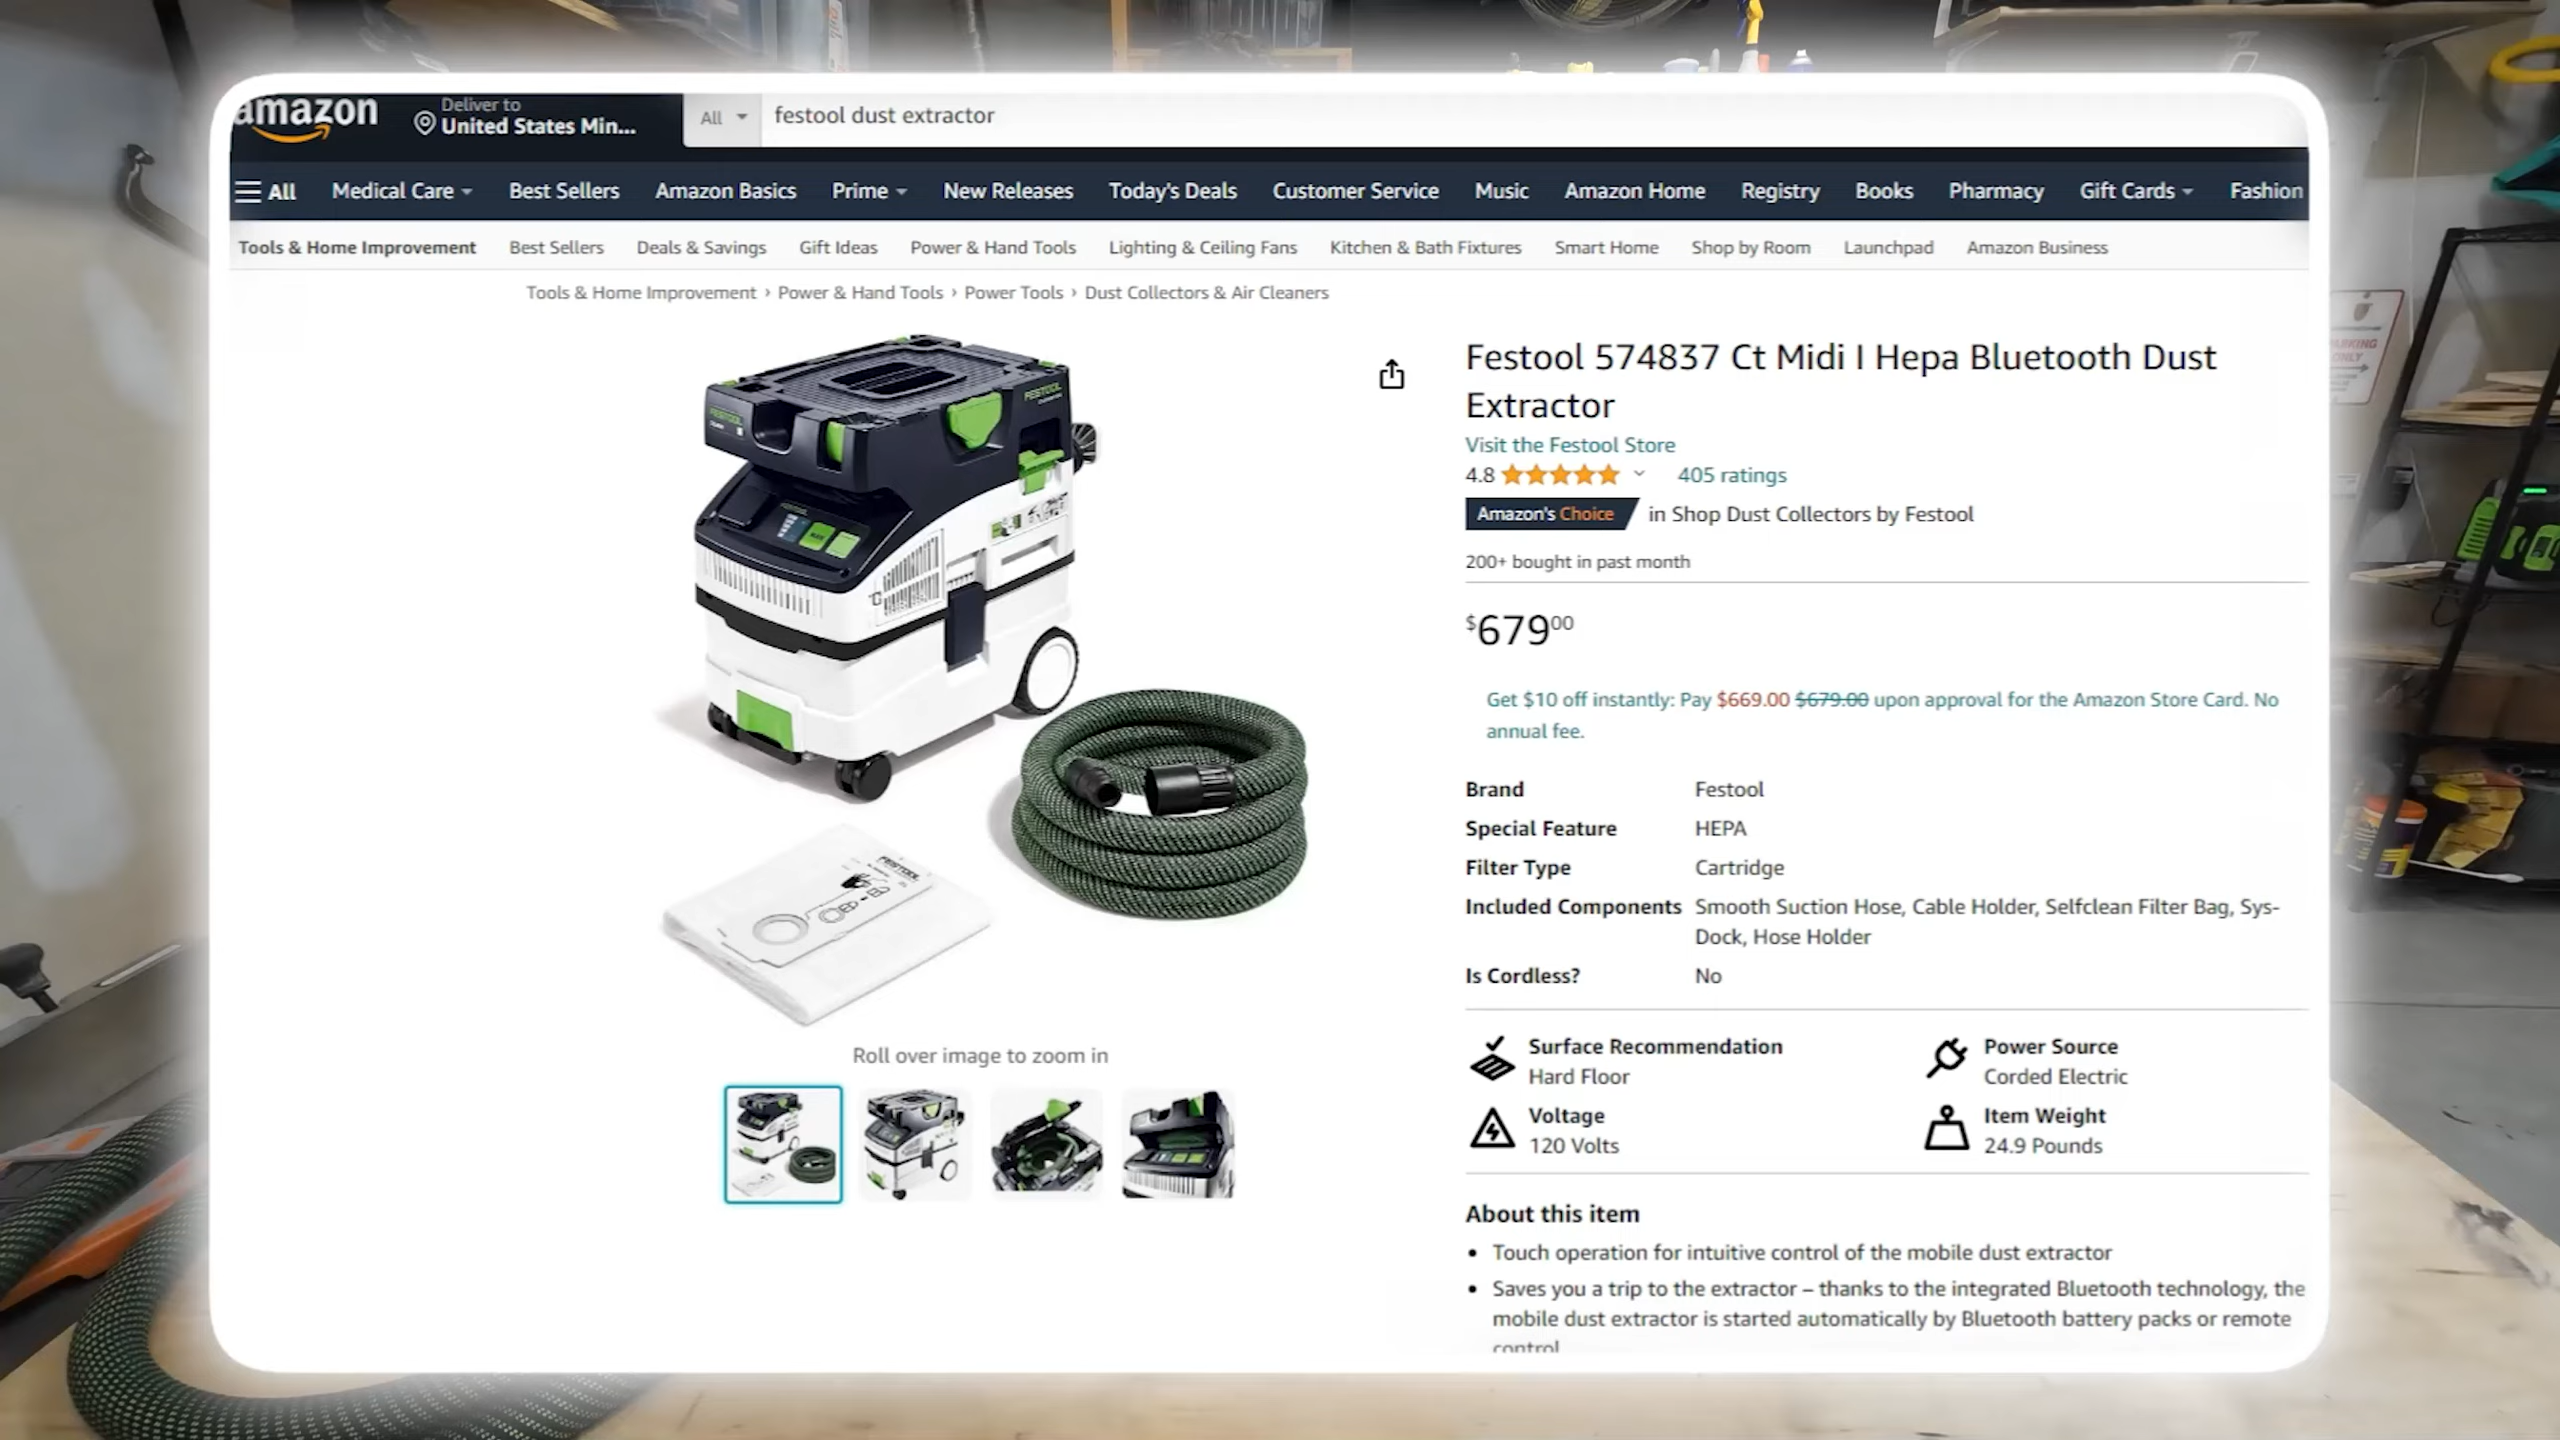 amazon
Deliver to
United States Min...
All
festool dust extractor
All Medical Care Best Sellers Amazon Basics Prime New Releases Today's Deals Customer Service Music Amazon Home Registry Books Pharmacy Gift Cards Fashion
Tools & Home Improvement Best Sellers Deals & Savings Gift Ideas Power & Hand Tools Lighting & Ceiling Fans Kitchen & Bath Fixtures Smart Home Shop by Room Launchpad Amazon Business
Tools & Home Improvement › Power & Hand Tools › Power Tools › Dust Collectors & Air Cleaners
FESTOOL
FESTOOL
FESTOOL
Roll over image to zoom in
Festool 574837 Ct Midi I Hepa Bluetooth Dust
Extractor
Visit the Festool Store
4.8 405 ratings
Amazon's Choice in Shop Dust Collectors by Festool
200+ bought in past month
$67900
Get $10 off instantly: Pay $669.00 $679.00 upon approval for the Amazon Store Card. No
annual fee.
Brand Festool
Special Feature HEPA
Filter Type Cartridge
Included Components Smooth Suction Hose, Cable Holder, Selfclean Filter Bag, Sys-
Dock, Hose Holder
Is Cordless? No
Surface Recommendation
Hard Floor
Power Source
Corded Electric
Voltage
120 Volts
Item Weight
24.9 Pounds
About this item
• Touch operation for intuitive control of the mobile dust extractor
• Saves you a trip to the extractor – thanks to the integrated Bluetooth technology, the
mobile dust extractor is started automatically by Bluetooth battery packs or remote
control
PARKING
ONLY